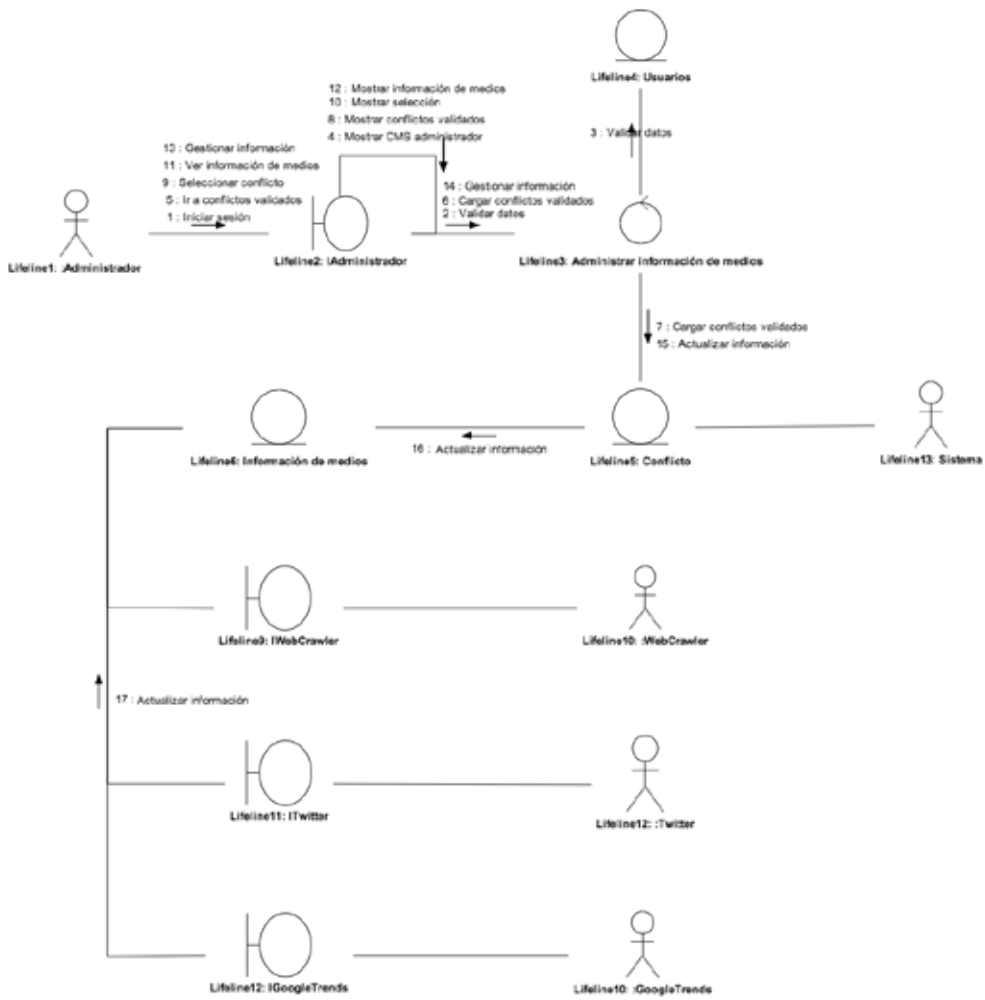 Lifeline4: Usuarios
12 : Mostrar información de medios
10 : Mostrar selección
8 : Mostrar conflictos validados
4 : Mostrar CMS administrador
3 : Validar datos
13 : Gestionar información
11 : Ver información de medios
9 : Seleccionar conflicto
5 : Ir a conflictos validados
1 : Iniciar sesión
14 : Gestionar información
6 : Cargar conflictos validados
2 : Validar datos
Lifeline1: :Administrador
Lifeline2: IAdministrador
Lifeline3: Administrar información de medios
7 : Cargar conflictos validados
15 : Actualizar información
16 : Actualizar información
Lifeline6: Información de medios
Lifeline5: Conflicto
Lifeline13: Sistema
Lifeline9: IWebCrawler
Lifeline10: :WebCrawler
17 : Actualizar información
Lifeline11: ITwitter
Lifeline12: :Twitter
Lifeline12: IGoogleTrends
Lifeline10: :GoogleTrends